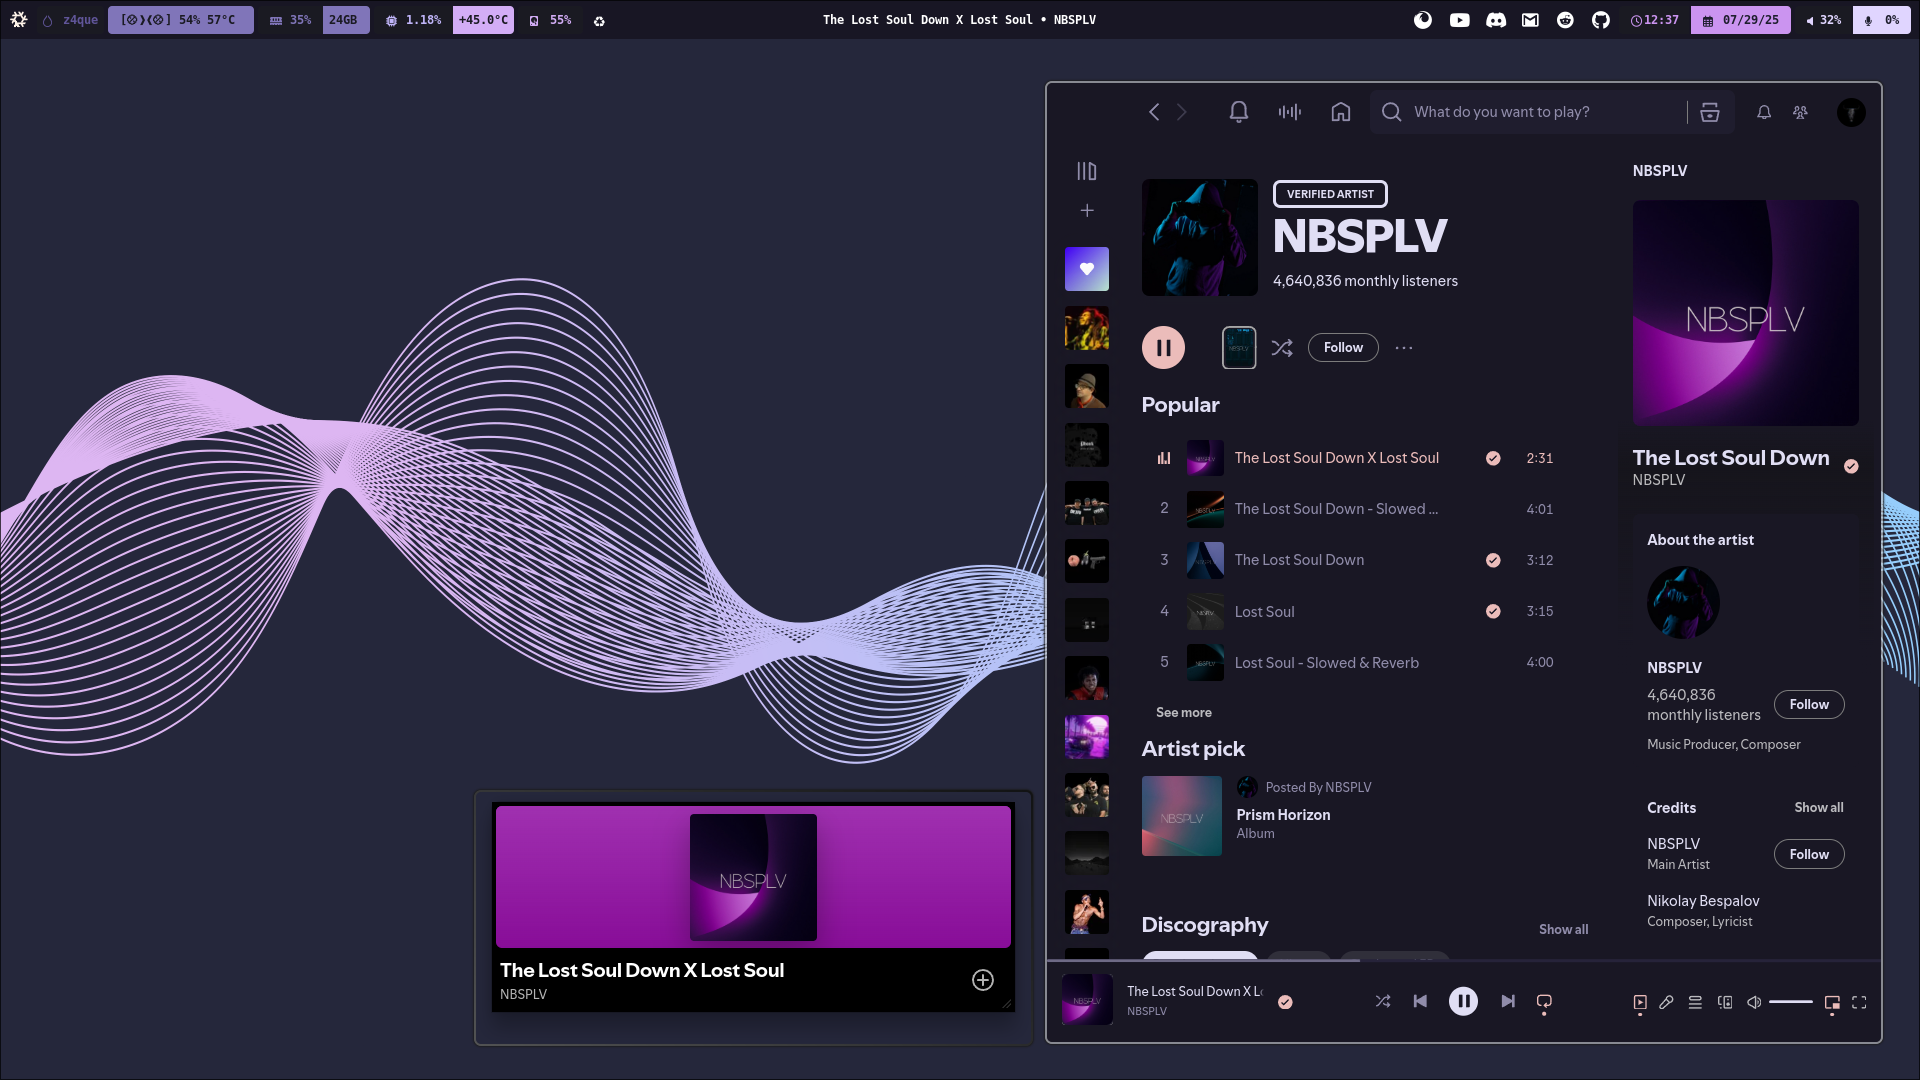 z4que [⊗❩❨⊗] 54% 57°C 35% 24GB 1.18% +45.0°C 55%
The Lost Soul Down X Lost Soul • NBSPLV
12:37 07/29/25 32% 0%
What do you want to play?
VERIFIED ARTIST
NBSPLV
4,640,836 monthly listeners
Follow
Popular
The Lost Soul Down X Lost Soul 2:31
2 The Lost Soul Down - Slowed ... 4:01
3 The Lost Soul Down 3:12
4 Lost Soul 3:15
5 Lost Soul - Slowed & Reverb 4:00
See more
Artist pick
NBSPLV
Posted By NBSPLV
Prism Horizon
Album
Discography
Show all
NBSPLV
NBSPLV
The Lost Soul Down
NBSPLV
About the artist
NBSPLV
4,640,836
monthly listeners
Follow
Music Producer, Composer
Credits
Show all
NBSPLV
Main Artist
Follow
Nikolay Bespalov
Composer, Lyricist
NBSPLV
The Lost Soul Down X Lost Soul
NBSPLV
NBSPLV
The Lost Soul Down X Lo
NBSPLV